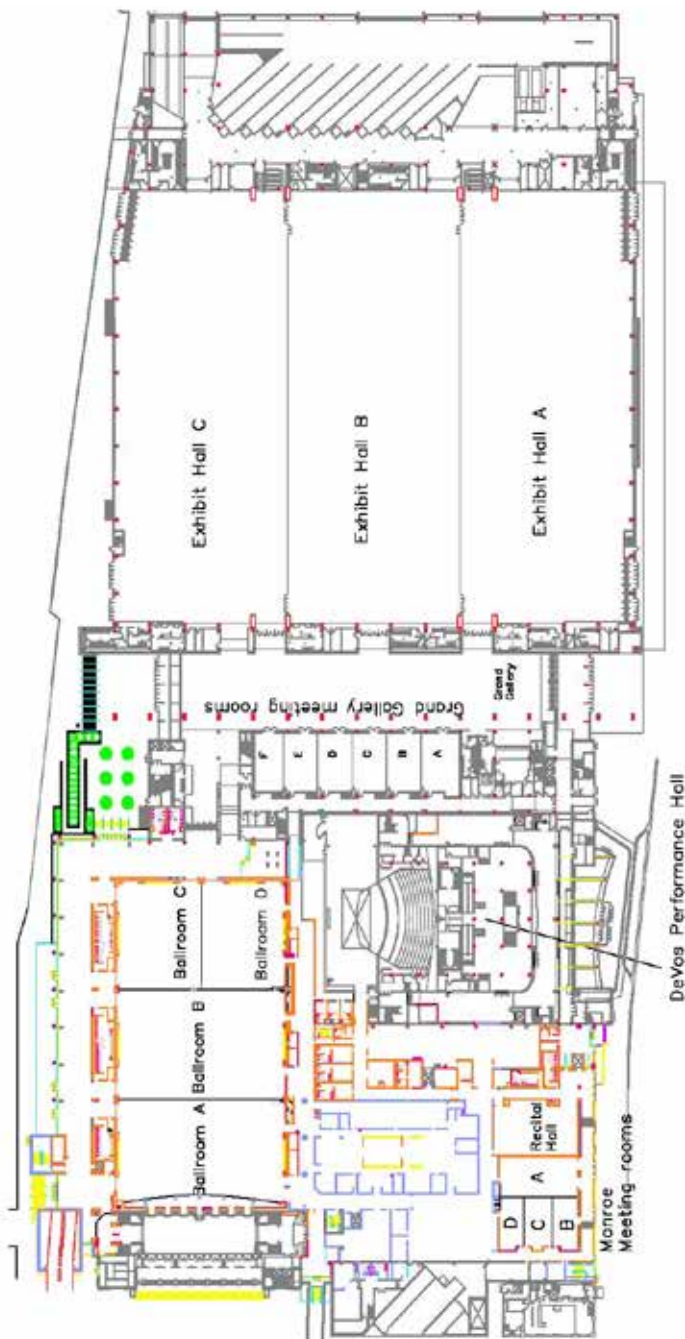 Exhibit Hall C
Exhibit Hall B
Exhibit Hall A
Grand Gallery meeting rooms
Grand
Gallery
F
E
D
C
B
A
Ballroom C
Ballroom D
Ballroom B
Ballroom A
DeVos Performance Hall
Recital
Hall
A
D
C
B
Monroe
Meeting rooms